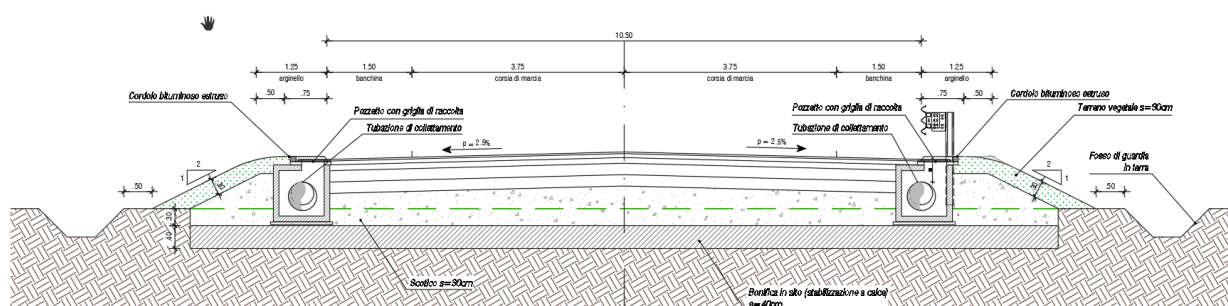 10.50
1.25
1.50
3.75
3.75
1.50
1.25
arginello
banchina
corsia di marcia
corsia di marcia
banchina
arginello
.50
.75
.75
.50
Cordolo bituminoso estruso
Pozzetto con griglia di raccolta
Tubazione di collettamento
Pozzetto con griglia di raccolta
Tubazione di collettamento
Cordolo bituminoso estruso
Terreno vegetale s=30cm
p = 2.5%
p = 2,5%
Fosso di guardia
in terra
2
1
2
1
.50
.50
.30
.30
.30
.40
Scotico s=30cm
Bonifica in sito (stabilizzazione a calce)
s=40cm